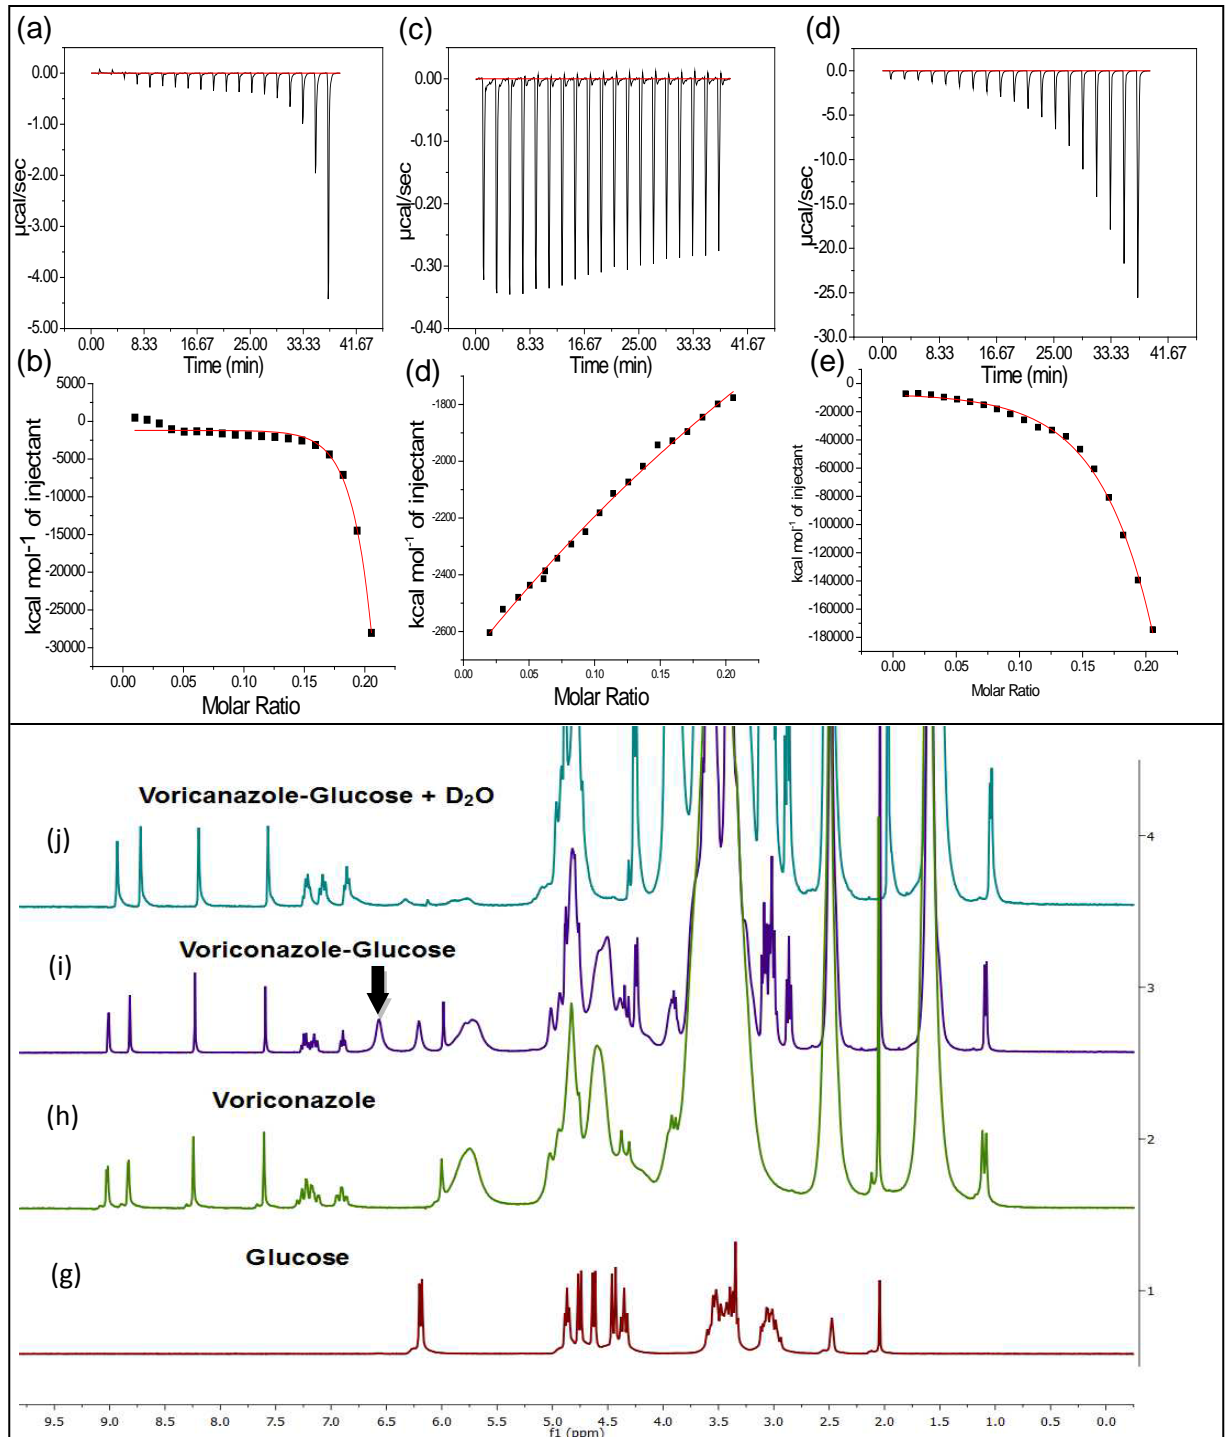 (a)
0.00
-1.00
-2.00
-3.00
-4.00
-5.00
µcal/sec
0.00 8.33 16.67 25.00 33.33 41.67
Time (min)
(c)
0.00
-0.10
-0.20
-0.30
-0.40
µcal/sec
0.00 8.33 16.67 25.00 33.33 41.67
Time (min)
(d)
0.0
-5.0
-10.0
-15.0
-20.0
-25.0
-30.0
µcal/sec
0.00 8.33 16.67 25.00 33.33 41.67
Time (min)
(b)
5000
0
-5000
-10000
-15000
-20000
-25000
-30000
kcal mol⁻¹ of injectant
0.00 0.05 0.10 0.15 0.20
Molar Ratio
(d)
-1800
-2000
-2200
-2400
-2600
kcal mol⁻¹ of injectant
0.00 0.05 0.10 0.15 0.20
Molar Ratio
(e)
0
-20000
-40000
-60000
-80000
-100000
-120000
-140000
-160000
-180000
kcal mol⁻¹ of injectant
0.00 0.05 0.10 0.15 0.20
Molar Ratio
Voricanazole-Glucose + D₂O
(j)
4
Voriconazole-Glucose
(i)
3
Voriconazole
(h)
2
Glucose
(g)
1
9.5 9.0 8.5 8.0 7.5 7.0 6.5 6.0 5.5 5.0 4.5 4.0 3.5 3.0 2.5 2.0 1.5 1.0 0.5 0.0
f1 (ppm)